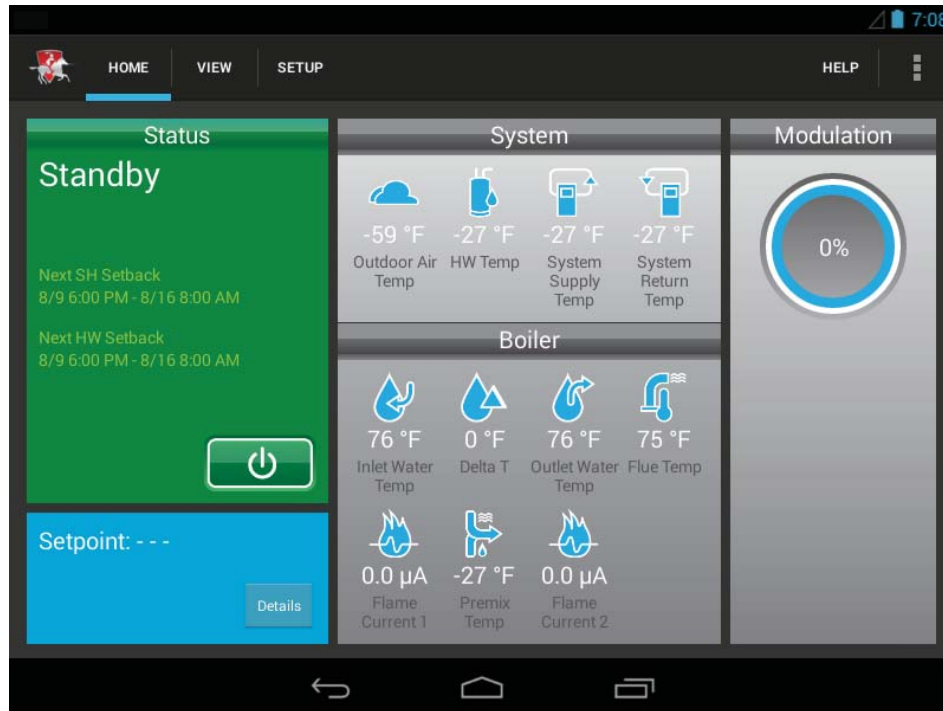 7:08
HOME VIEW SETUP HELP
Status
Standby
Next SH Setback
8/9 6:00 PM - 8/16 8:00 AM
Next HW Setback
8/9 6:00 PM - 8/16 8:00 AM
Setpoint: - - -
Details
System
-59 °F -27 °F -27 °F -27 °F
Outdoor Air HW Temp System System
Temp Supply Return
Temp Temp
Boiler
76 °F 0 °F 76 °F 75 °F
Inlet Water Delta T Outlet Water Flue Temp
Temp Temp
0.0 µA -27 °F 0.0 µA
Flame Premix Flame
Current 1 Temp Current 2
Modulation
0%